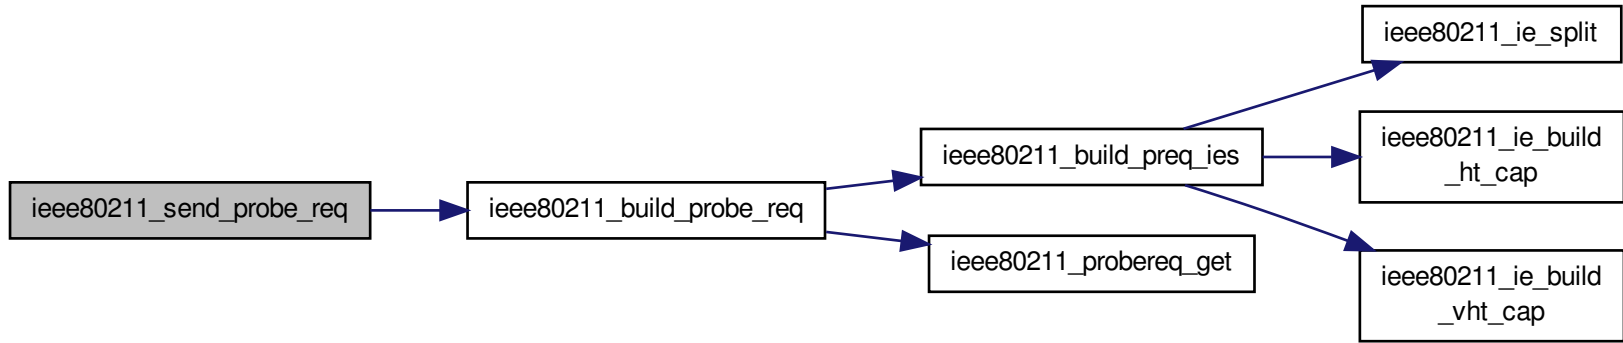 ieee80211_send_probe_req
ieee80211_build_probe_req
ieee80211_build_preq_ies
ieee80211_probereq_get
ieee80211_ie_split
ieee80211_ie_build
_ht_cap
ieee80211_ie_build
_vht_cap